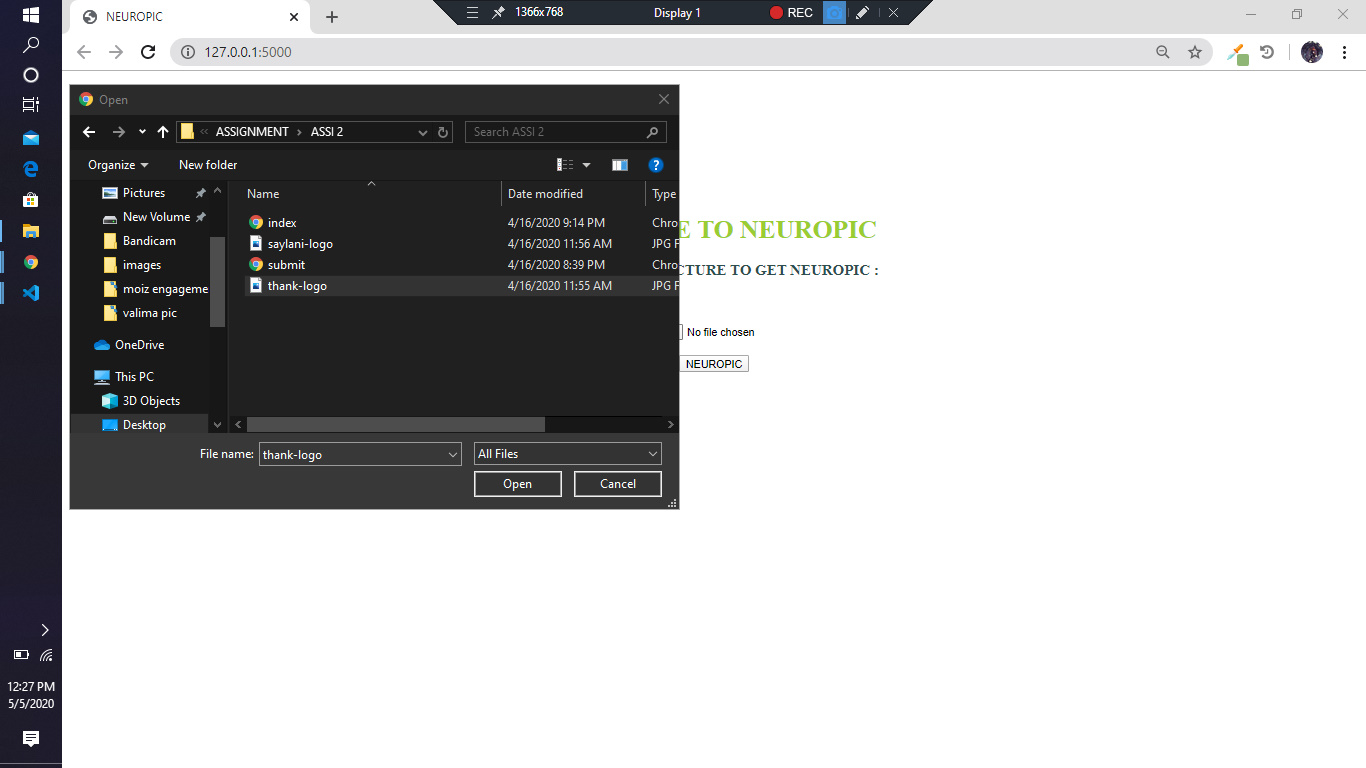 NEUROPIC
1366x768
Display 1
REC
127.0.0.1:5000
Open
ASSIGNMENT
ASSI 2
Search ASSI 2
Organize
New folder
Pictures
New Volume
Bandicam
images
moiz engageme
valima pic
OneDrive
This PC
3D Objects
Desktop
Name Date modified Type
index 4/16/2020 9:14 PM Chro
saylani-logo 4/16/2020 11:56 AM JPG F
submit 4/16/2020 8:39 PM Chro
thank-logo 4/16/2020 11:55 AM JPG F
File name: thank-logo All Files
Open Cancel
E TO NEUROPIC
CTURE TO GET NEUROPIC :
No file chosen
NEUROPIC
12:27 PM
5/5/2020